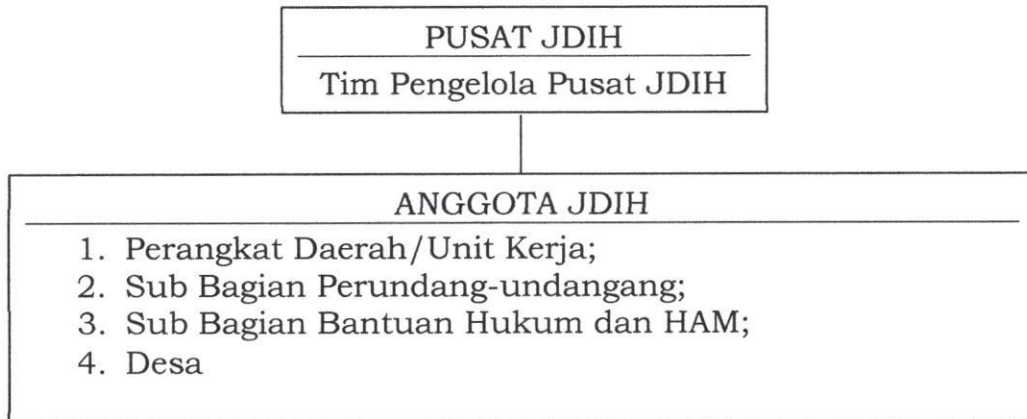 PUSAT JDIH
Tim Pengelola Pusat JDIH
ANGGOTA JDIH
1. Perangkat Daerah/Unit Kerja;
2. Sub Bagian Perundang-undangang;
3. Sub Bagian Bantuan Hukum dan HAM;
4. Desa